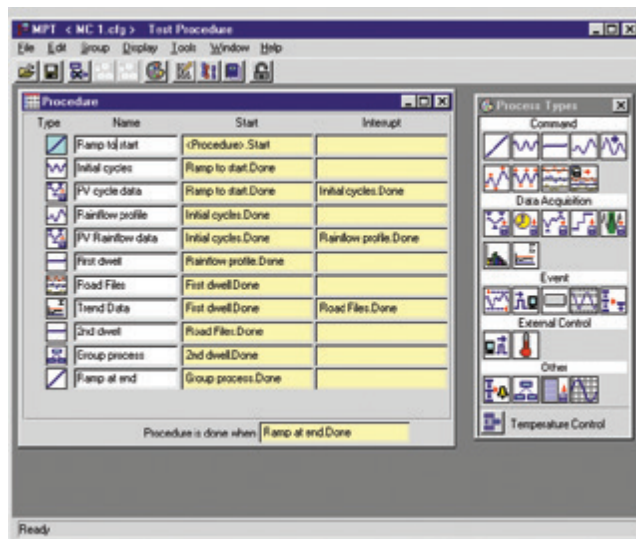 MPT < MC 1.cfg > Test Procedure
File Edit Group Display Tools Window Help
Procedure
Type Name Start Interrupt
Ramp to start <Procedure>.Start
Initial cycles Ramp to start.Done
PV cycle data Ramp to start.Done Initial cycles.Done
Rainflow profile Initial cycles.Done
PV Rainflow data Initial cycles.Done Rainflow profile.Done
First dwell Rainflow profile.Done
Road Files First dwell.Done
Trend Data First dwell.Done Road Files.Done
2nd dwell Road Files.Done
Group process 2nd dwell.Done
Ramp at end Group process.Done
Procedure is done when Ramp at end.Done
Process Types
Command
Data Acquisition
Event
External Control
Other
Temperature Control
Ready